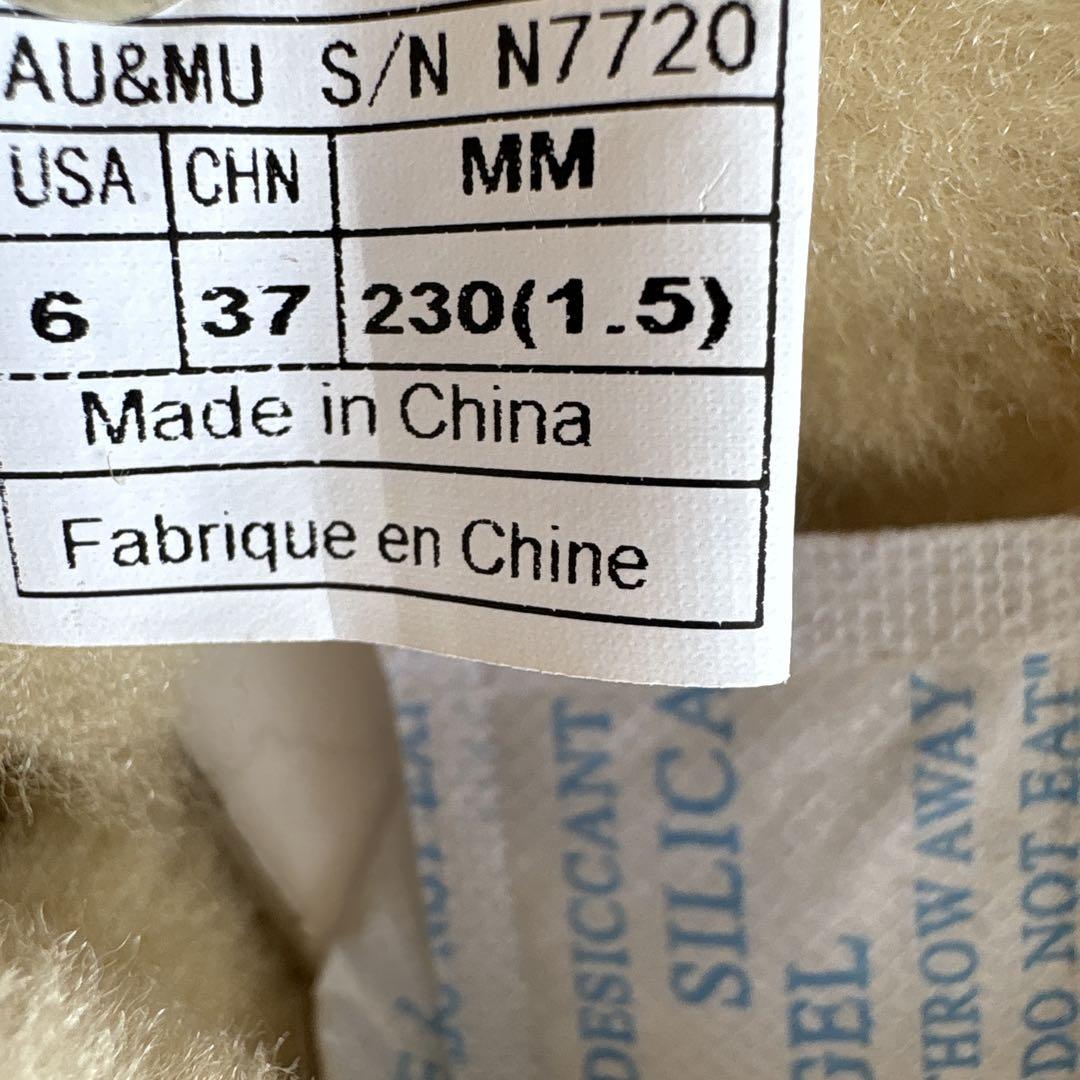 AU&MU S/N N7720
USA CHN MM
6 37 230(1.5)
Made in China
Fabrique en Chine
DESICCANT
SILICA
GEL
THROW AWAY
DO NOT EAT"